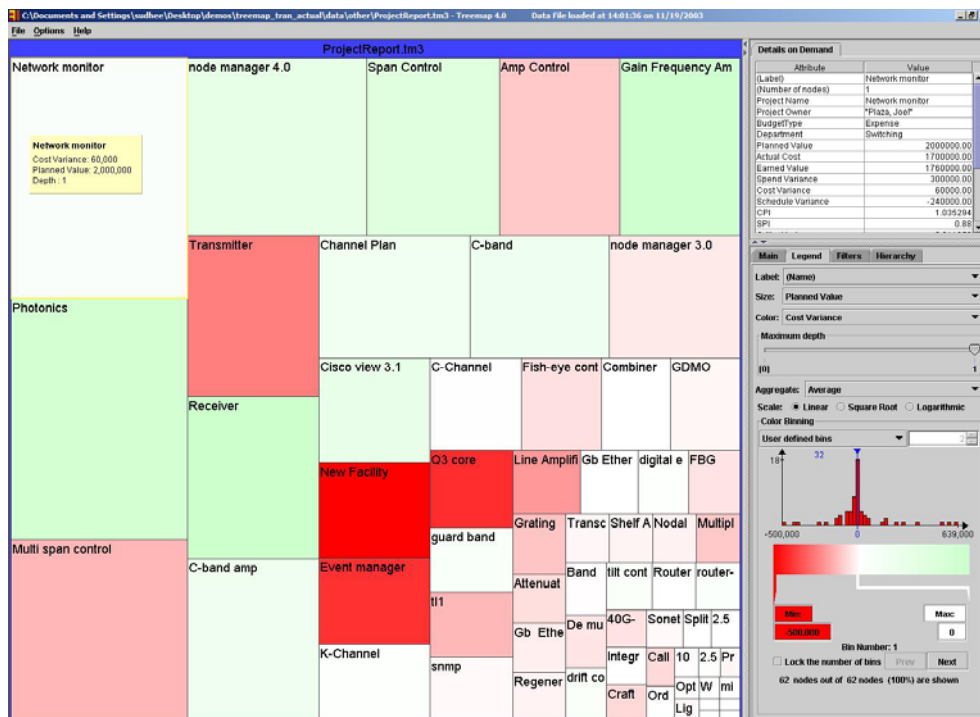 C:\Documents and Settings\sudhee\Desktop\demos\treemap_tran_actual\data\other\ProjectReport.tm3 - Treemap 4.0 Data File loaded at 14:01:36 on 11/19/2003
File Options Help
ProjectReport.tm3
Network monitor
node manager 4.0
Span Control
Amp Control
Gain Frequency Am
Network monitor
Cost Variance: 60,000
Planned Value: 2,000,000
Depth : 1
Transmitter
Channel Plan
C-band
node manager 3.0
Photonics
Cisco view 3.1
C-Channel
Fish-eye cont
Combiner
GDMO
Receiver
New Facility
Q3 core
Line Amplifi
Gb Ether
digital e
FBG
Multi span control
guard band
Grating
Transc
Shelf A
Nodal
Multipl
C-band amp
Event manager
tl1
Attenuat
Band
tilt cont
Router
router-
K-Channel
snmp
Gb Ethe
De mu
40G-
Sonet
Split
2.5
Regener
drift co
Integr
Call
10
2.5
Pr
Craft
Ord
Opt
W
mi
Lig
Details on Demand
Attribute Value
(Label) Network monitor
(Number of nodes) 1
Project Name Network monitor
Project Owner "Plaza, Joel"
BudgetType Expense
Department Switching
Planned Value 2000000.00
Actual Cost 1700000.00
Earned Value 1760000.00
Spend Variance 300000.00
Cost Variance 60000.00
Schedule Variance -240000.00
CPI 1.035294
SPI 0.88
Main Legend Filters Hierarchy
Label: (Name)
Size: Planned Value
Color: Cost Variance
Maximum depth
[0] 1
Aggregate: Average
Scale: Linear Square Root Logarithmic
Color Binning
User defined bins 2
18 32
-500,000 0 639,000
Min: Max:
-500,000 0
Bin Number: 1
Lock the number of bins Prev Next
62 nodes out of 62 nodes (100%) are shown